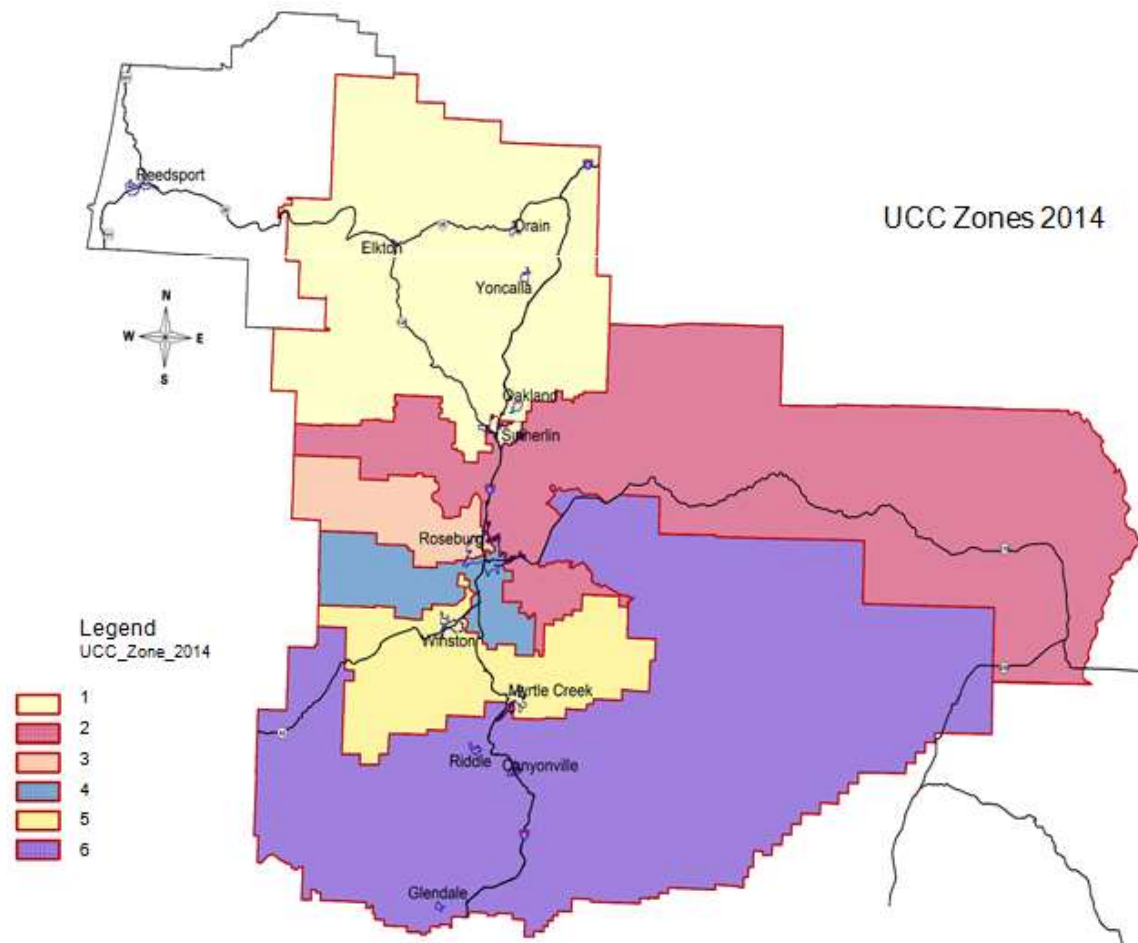 Reedsport
UCC Zones 2014
Drain
Elkton
Yoncalla
N
W E
S
Oakland
Sutherlin
Roseburg
Legend
UCC_Zone_2014
Winston
1
Myrtle Creek
2
3
Riddle
Canyonville
4
5
6
Glendale